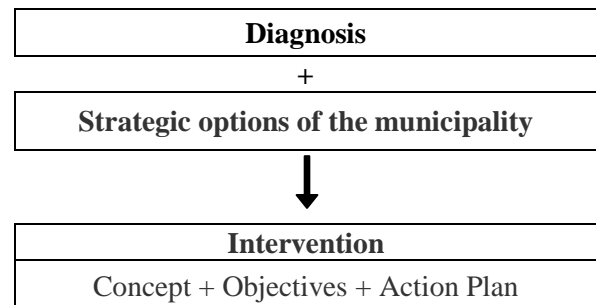 Diagnosis
+
Strategic options of the municipality
Intervention
Concept + Objectives + Action Plan